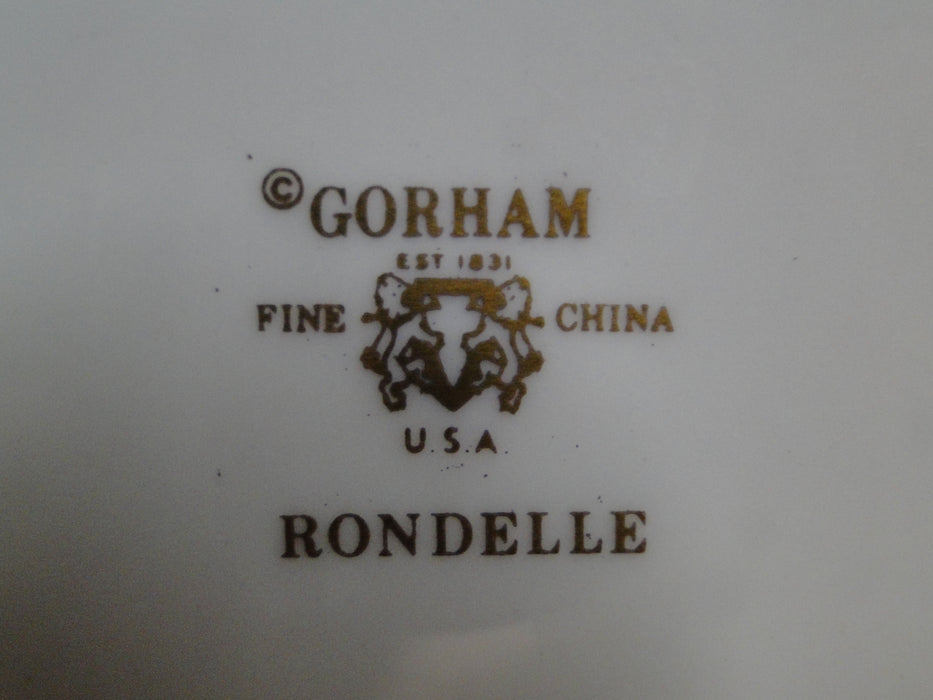 © GORHAM
EST 1831
FINE CHINA
U.S.A.
RONDELLE